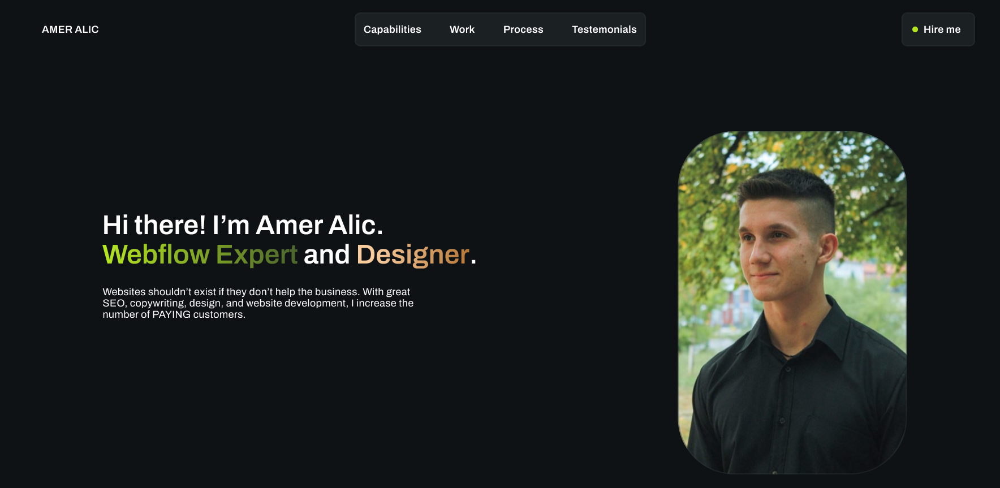 AMER ALIC
Capabilities Work Process Testemonials
Hire me
Hi there! I’m Amer Alic.
Webflow Expert and Designer.
Websites shouldn’t exist if they don’t help the business. With great
SEO, copywriting, design, and website development, I increase the
number of PAYING customers.